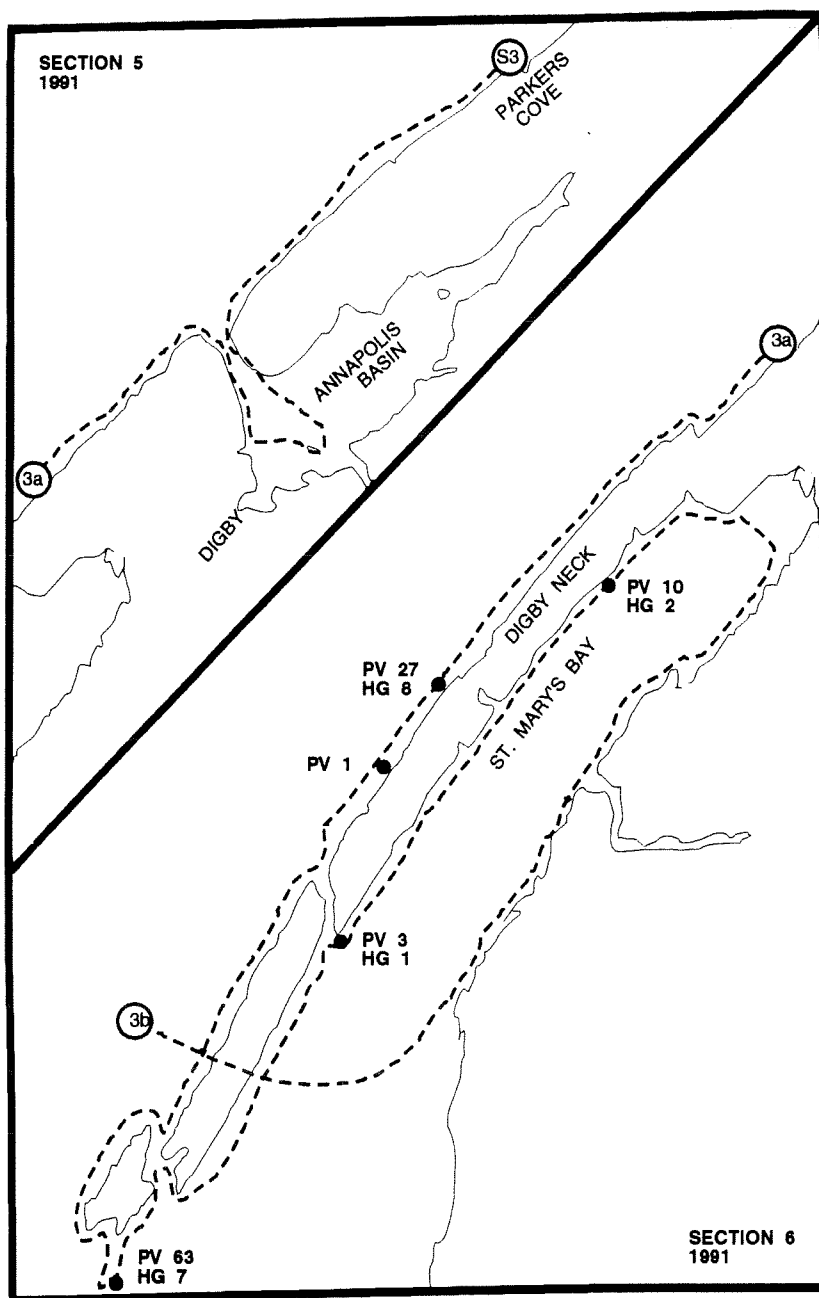 SECTION 5
1991
S3
PARKERS
COVE
ANNAPOLIS
BASIN
3a
DIGBY
3a
DIGBY NECK
PV 10
HG 2
ST. MARY'S BAY
PV 27
HG 8
PV 1
PV 3
HG 1
3b
PV 63
HG 7
SECTION 6
1991